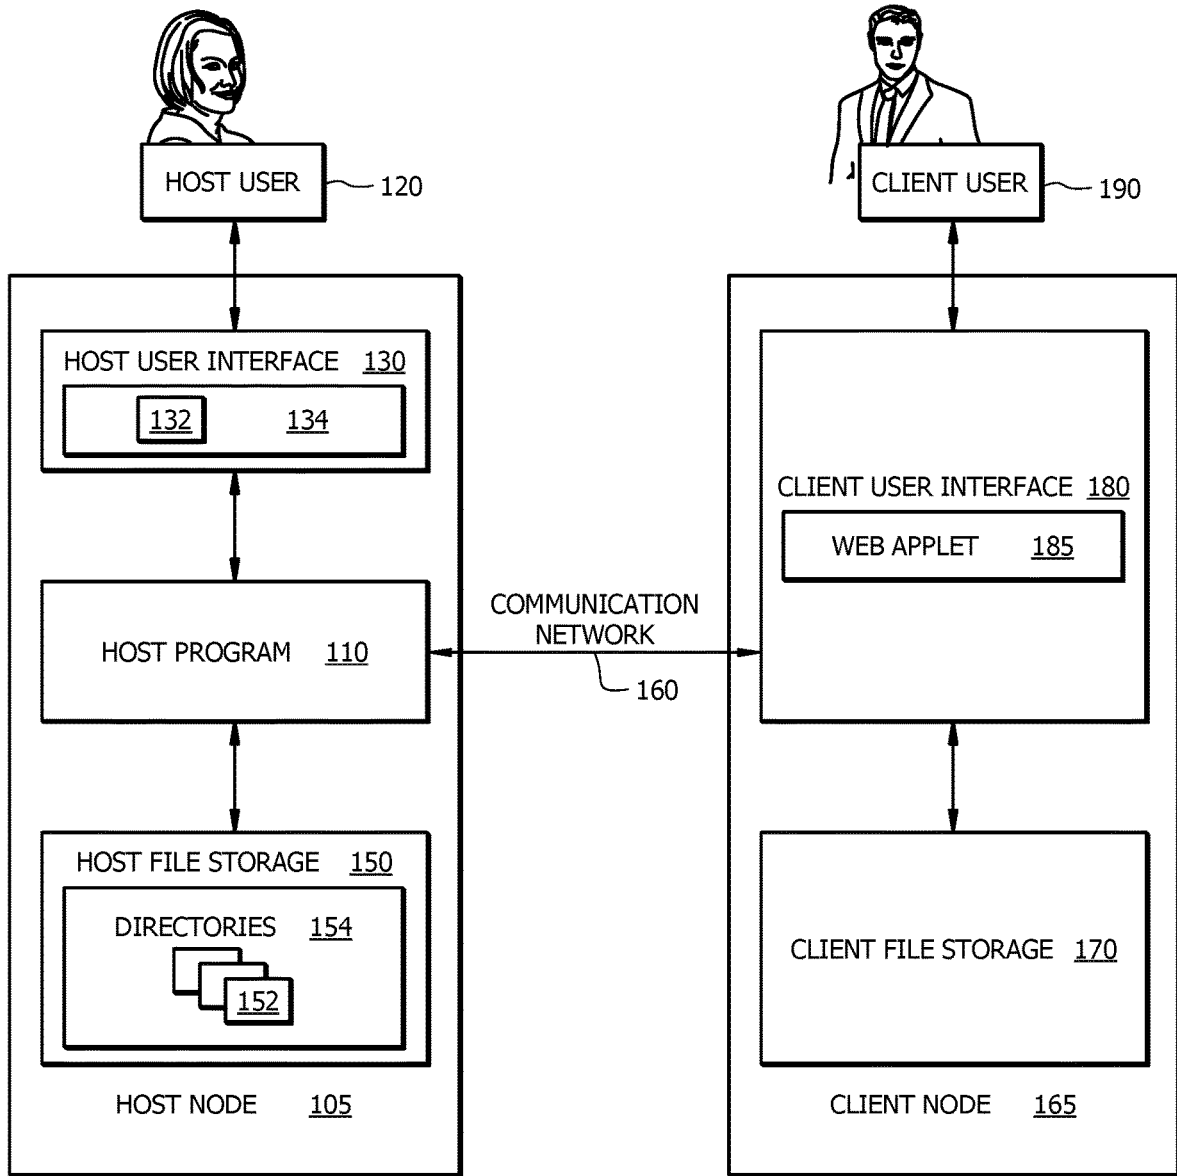 HOST USER
120
CLIENT USER
190
HOST USER INTERFACE 130
132 134
HOST PROGRAM 110
HOST FILE STORAGE 150
DIRECTORIES 154
152
HOST NODE 105
COMMUNICATION
NETWORK
160
CLIENT USER INTERFACE 180
WEB APPLET 185
CLIENT FILE STORAGE 170
CLIENT NODE 165